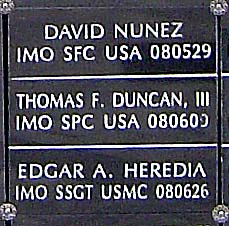 DAVID NUNEZ
IMO SFC USA 080529
THOMAS F. DUNCAN, III
IMO SPC USA 080609
EDGAR A. HEREDIA
IMO SSGT USMC 080626